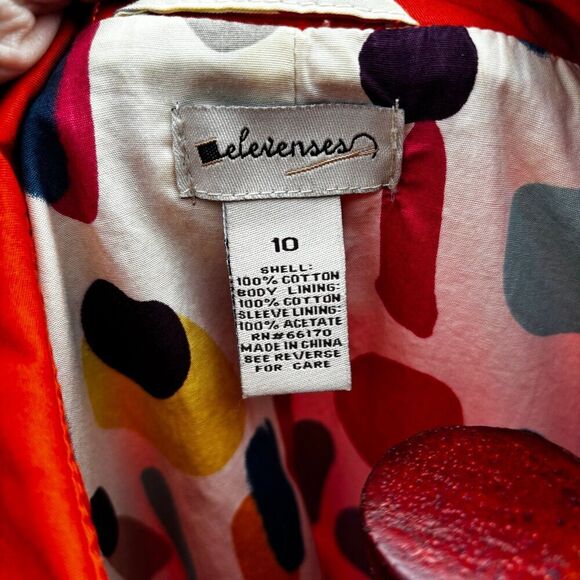 elevenses
10
SHELL:
100% COTTON
BODY LINING:
100% COTTON
SLEEVE LINING:
100% ACETATE
RN#66170
MADE IN CHINA
SEE REVERSE
FOR CARE